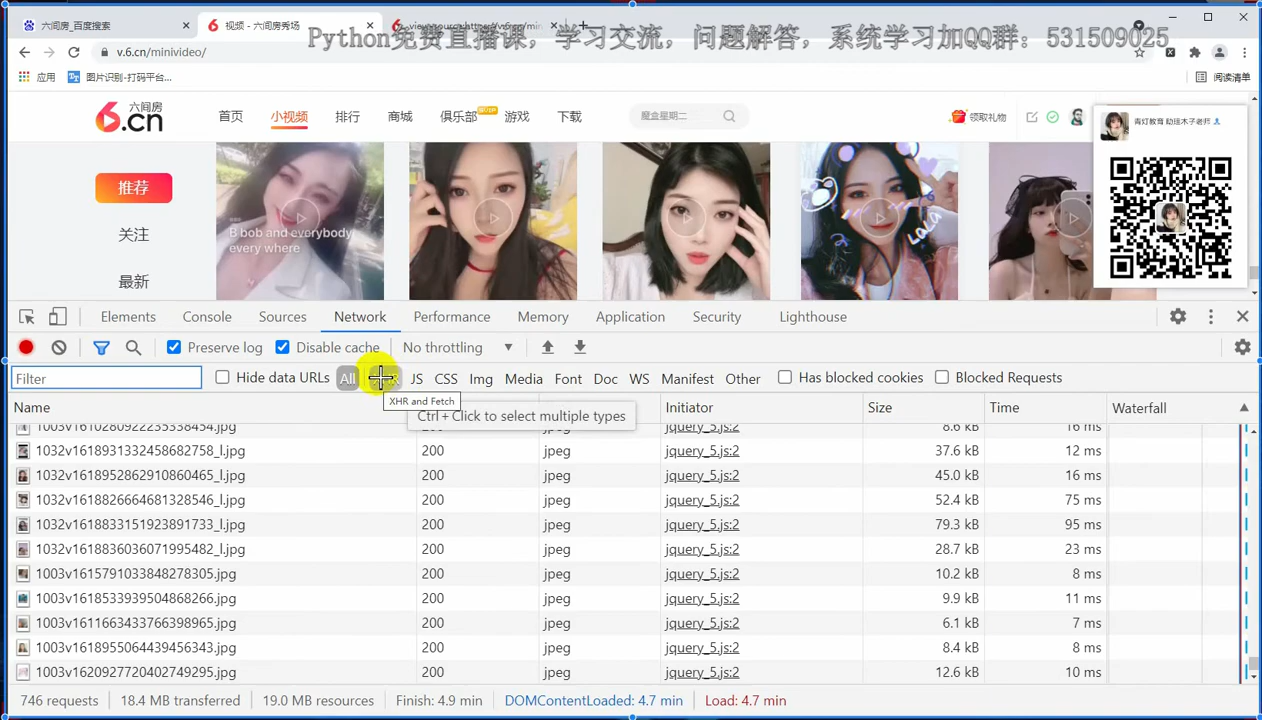 六间房_百度搜索
视频 - 六间房秀场
Python免费直播课，学习交流，问题解答，系统学习加QQ群：531509025
v.6.cn/minivideo/
应用
图片识别-打码平台...
阅读清单
六间房
6.cn
首页
小视频
排行
商城
俱乐部
游戏
下载
魔盒星期二
领取礼物
推荐
关注
最新
B bob and everybody
every where
LALA
Elements
Console
Sources
Network
Performance
Memory
Application
Security
Lighthouse
Preserve log
Disable cache
No throttling
Filter
Hide data URLs
All
JS
CSS
Img
Media
Font
Doc
WS
Manifest
Other
Has blocked cookies
Blocked Requests
XHR and Fetch
Ctrl + Click to select multiple types
Name
Initiator
Size
Time
Waterfall
1003v1610280922235338454.jpg 200 jpeg jquery_5.js:2 8.6 kB 16 ms
1032v1618931332458682758_l.jpg 200 jpeg jquery_5.js:2 37.6 kB 12 ms
1032v1618952862910860465_l.jpg 200 jpeg jquery_5.js:2 45.0 kB 16 ms
1032v1618826664681328546_l.jpg 200 jpeg jquery_5.js:2 52.4 kB 75 ms
1032v1618833151923891733_l.jpg 200 jpeg jquery_5.js:2 79.3 kB 95 ms
1032v1618836036071995482_l.jpg 200 jpeg jquery_5.js:2 28.7 kB 23 ms
1003v1615791033848278305.jpg 200 jpeg jquery_5.js:2 10.2 kB 8 ms
1003v1618533939504868266.jpg 200 jpeg jquery_5.js:2 9.9 kB 11 ms
1003v1611663433766398965.jpg 200 jpeg jquery_5.js:2 6.1 kB 7 ms
1003v1618955064439456343.jpg 200 jpeg jquery_5.js:2 8.4 kB 8 ms
1003v1620927720402749295.jpg 200 jpeg jquery_5.js:2 12.6 kB 10 ms
746 requests
18.4 MB transferred
19.0 MB resources
Finish: 4.9 min
DOMContentLoaded: 4.7 min
Load: 4.7 min